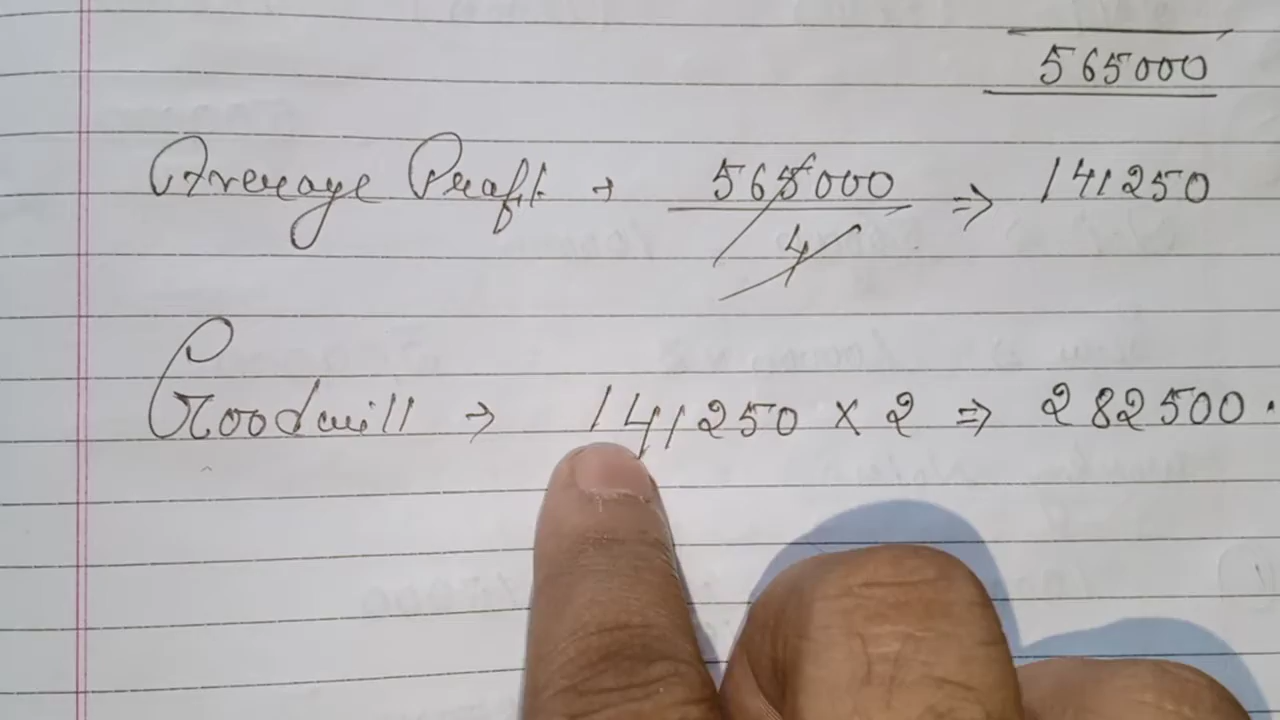 565000
Average Profit → 565000 / 4 ⇒ 141250
Goodwill → 141250 × 2 ⇒ 282500.